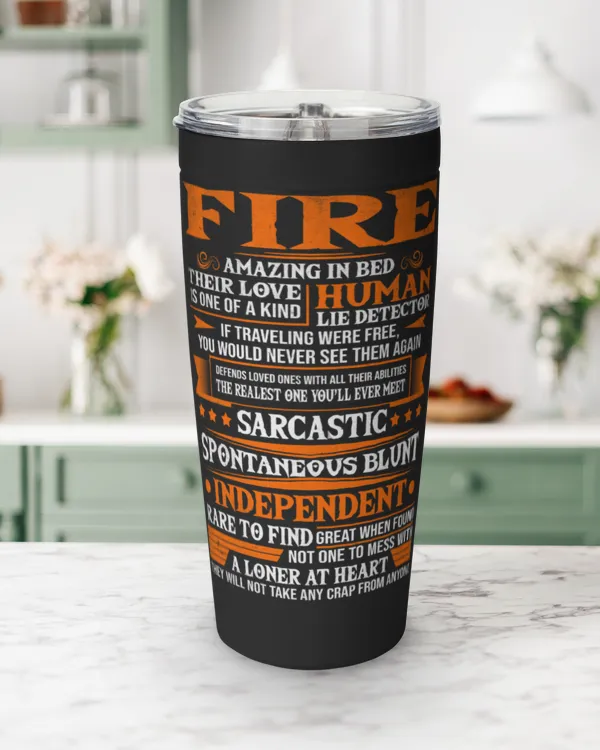 FIRE
AMAZING IN BED
THEIR LOVE
IS ONE OF A KIND
HUMAN
LIE DETECTOR
IF TRAVELING WERE FREE,
YOU WOULD NEVER SEE THEM AGAIN
DEFENDS LOVED ONES WITH ALL THEIR ABILITIES
THE REALEST ONE YOU'LL EVER MEET
SARCASTIC
SPONTANEOUS BLUNT
INDEPENDENT
RARE TO FIND
GREAT WHEN FOUND
NOT ONE TO MESS WITH
A LONER AT HEART
THEY WILL NOT TAKE ANY CRAP FROM ANYONE